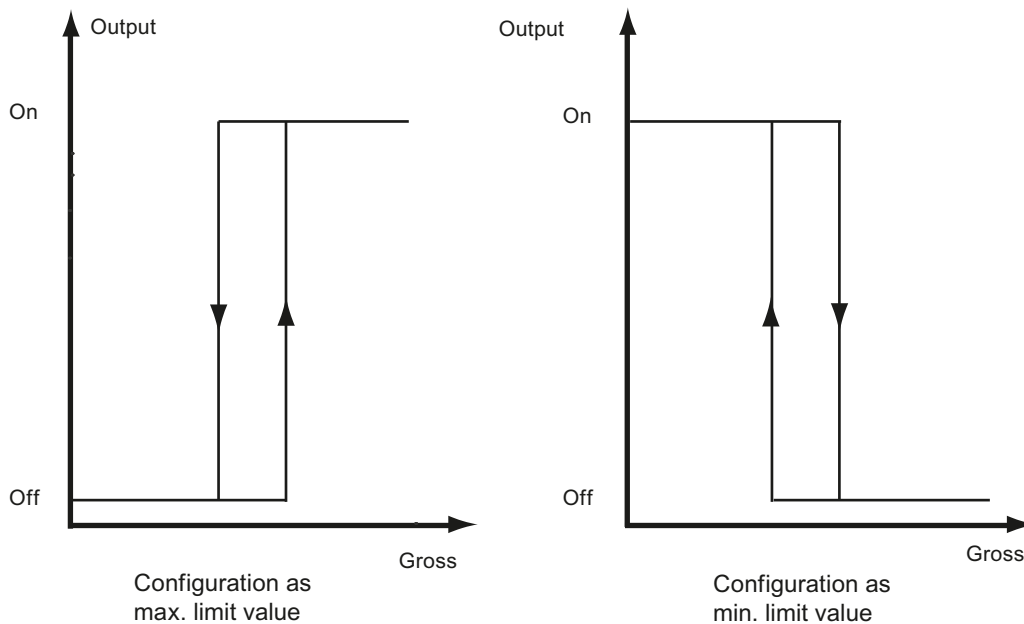 Output
On
Off
Gross
Configuration as
max. limit value
Output
On
Off
Gross
Configuration as
min. limit value